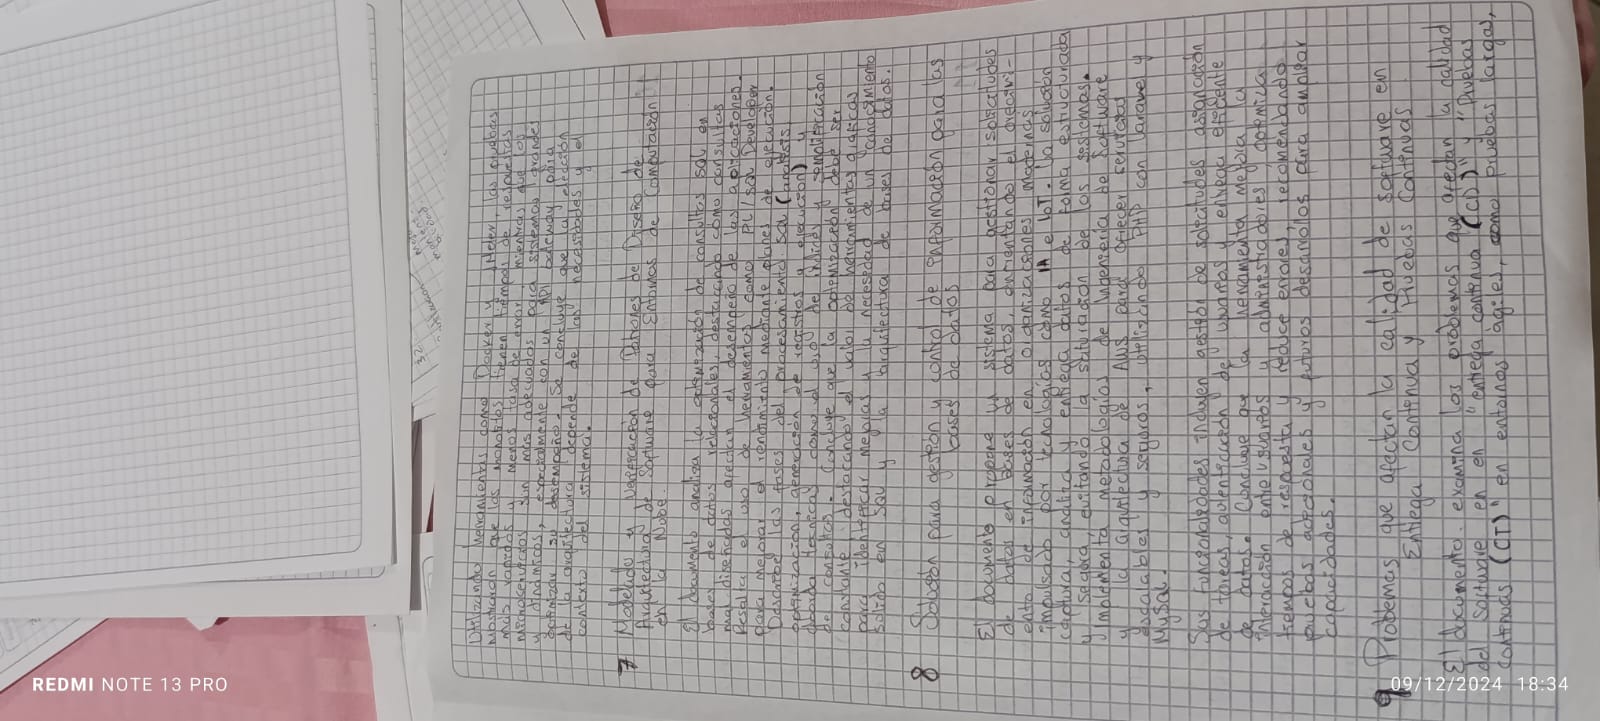 Utilizando herramientas como Docker y Heler, las pruebas
muestran que los monolitos tienen tiempos de respuestas
mas rapidos y menos tasa de error mientras que los
microservicios son más adecuados para sistemas grandes
y dinámicos, especialmente con un API Gateway para
optimizar su desempeño. Se concluye que la elección
de la arquitectura depende de las necesidades y el
contexto del sistema.
7 Modelado y Verificación de Patrones de Diseño de
Arquitectura de Software para Entornos de Computación
en la Nube.
El documento analiza la optimización de consultas SQL en
bases de datos relacionales, destacando como consultas
mal diseñadas afectan el desempeño de las aplicaciones.
Resalta el uso de herramientas como PL/SQL Developer
para mejorar el rendimiento mediante planes de ejecución.
Describe las fases del procesamiento SQL (analisis,
optimización, generación de registros y ejecución) y
aborda técnicas como el uso de indices y simplificación
de consultas. Concluye que la optimización debe ser
constante, destacando el valor de herramientas graficas
para identificar mejoras y la necesidad de un conocimiento
solido en SQL y la arquitectura de bases de datos.
8 Solución para gestión y control de información para las
bases de datos
El documento propone un sistema para gestionar solicitudes
de datos en bases de datos, enfrentando el
ento de información en organizaciones modernas
impulsado por tecnologías como IA e IoT. La solución
captura, analiza y entrega datos de forma estructurada
y segura, evitando la saturación de los sistemas.
y Implementa metodologías de Ingeniería de Software
y la arquitectura de AWS para ofrecer servicios
escalables y seguros, utilizando PHP con Laravel y
MySQL.
Sus funcionalidades incluyen gestión de solicitudes asignación
de tareas, autenticación de usuarios y entrega eficiente
de datos. Concluye que la herramienta mejora la
interacción entre usuarios y administradores, optimiza
tiempos de respuesta y reduce errores, recomendando
pruebas adicionales y futuros desarrollos para ampliar
capacidades.
9 Problemas que afectan la calidad de software en
Entrega Continua y Pruebas Continuas
El documento examina los problemas que afectan la calidad
del Software en en "entrega continua (CD)" y "Pruebas
continuas (CT)" en entornos ágiles, como pruebas largas,
REDMI NOTE 13 PRO
09/12/2024 18:34